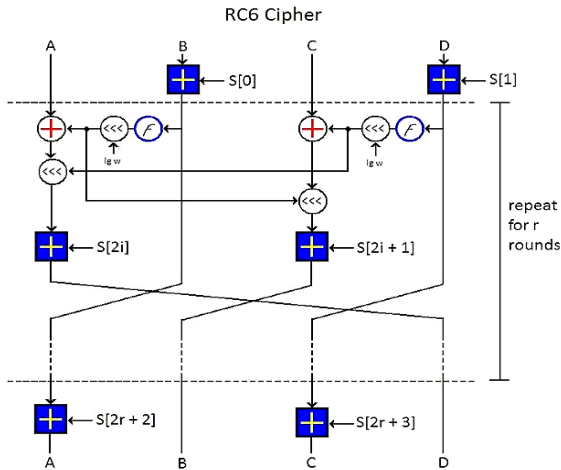 RC6 Cipher
A B C D
S[0] S[1]
<<< f <<< f
lg w lg w
<<< <<<
S[2i] S[2i + 1]
repeat
for r
rounds
S[2r + 2] S[2r + 3]
A B C D